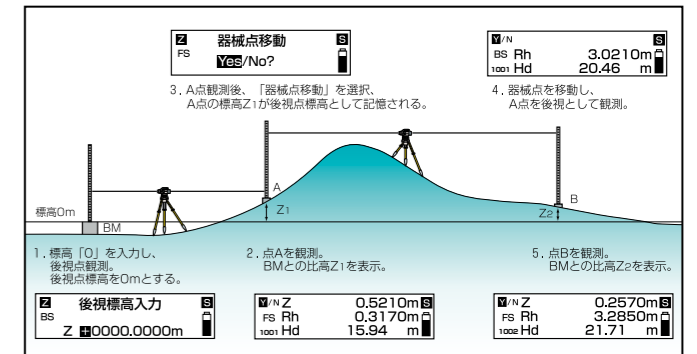 Z 器械点移動 S
FS Yes/No?
3. A点観測後、「器械点移動」を選択、
A点の標高Z1が後視点標高として記憶される。
Y/N S
BS Rh 3.0210m
1001 Hd 20.46 m
4. 器械点を移動し、
A点を後視として観測。
A
Z1
B
Z2
標高0m
BM
1. 標高「0」を入力し、
後視点観測。
後視点標高を0mとする。
2. 点Aを観測。
BMとの比高Z1を表示。
5. 点Bを観測。
BMとの比高Z2を表示。
Z 後視標高入力 S
BS
Z +0000.0000m
Y/N Z 0.5210m S
FS Rh 0.3170m
1001 Hd 15.94 m
Y/N Z 0.2570m S
FS Rh 3.2850m
1002 Hd 21.71 m